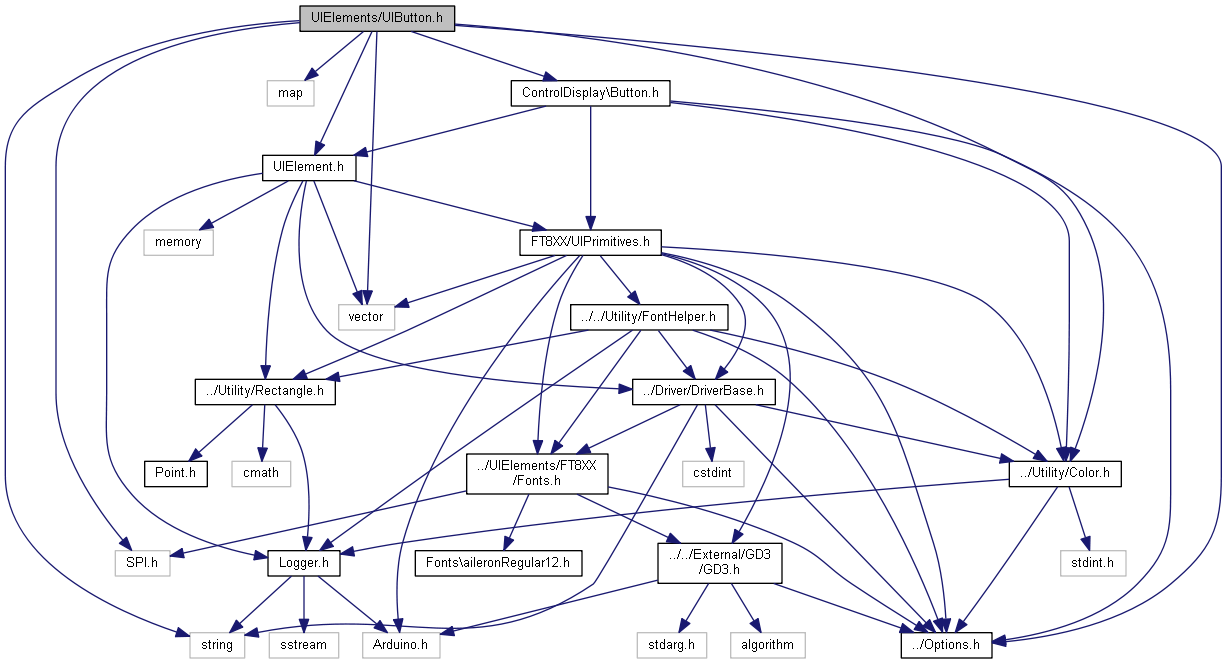 UIElements/UIButton.h
map
ControlDisplay\Button.h
UIElement.h
memory
FT8XX/UIPrimitives.h
vector
../../Utility/FontHelper.h
../Utility/Rectangle.h
../Driver/DriverBase.h
Point.h
cmath
../UIElements/FT8XX
/Fonts.h
cstdint
../Utility/Color.h
SPI.h
Logger.h
Fonts\aileronRegular12.h
../../External/GD3
/GD3.h
stdint.h
string
sstream
Arduino.h
stdarg.h
algorithm
../Options.h